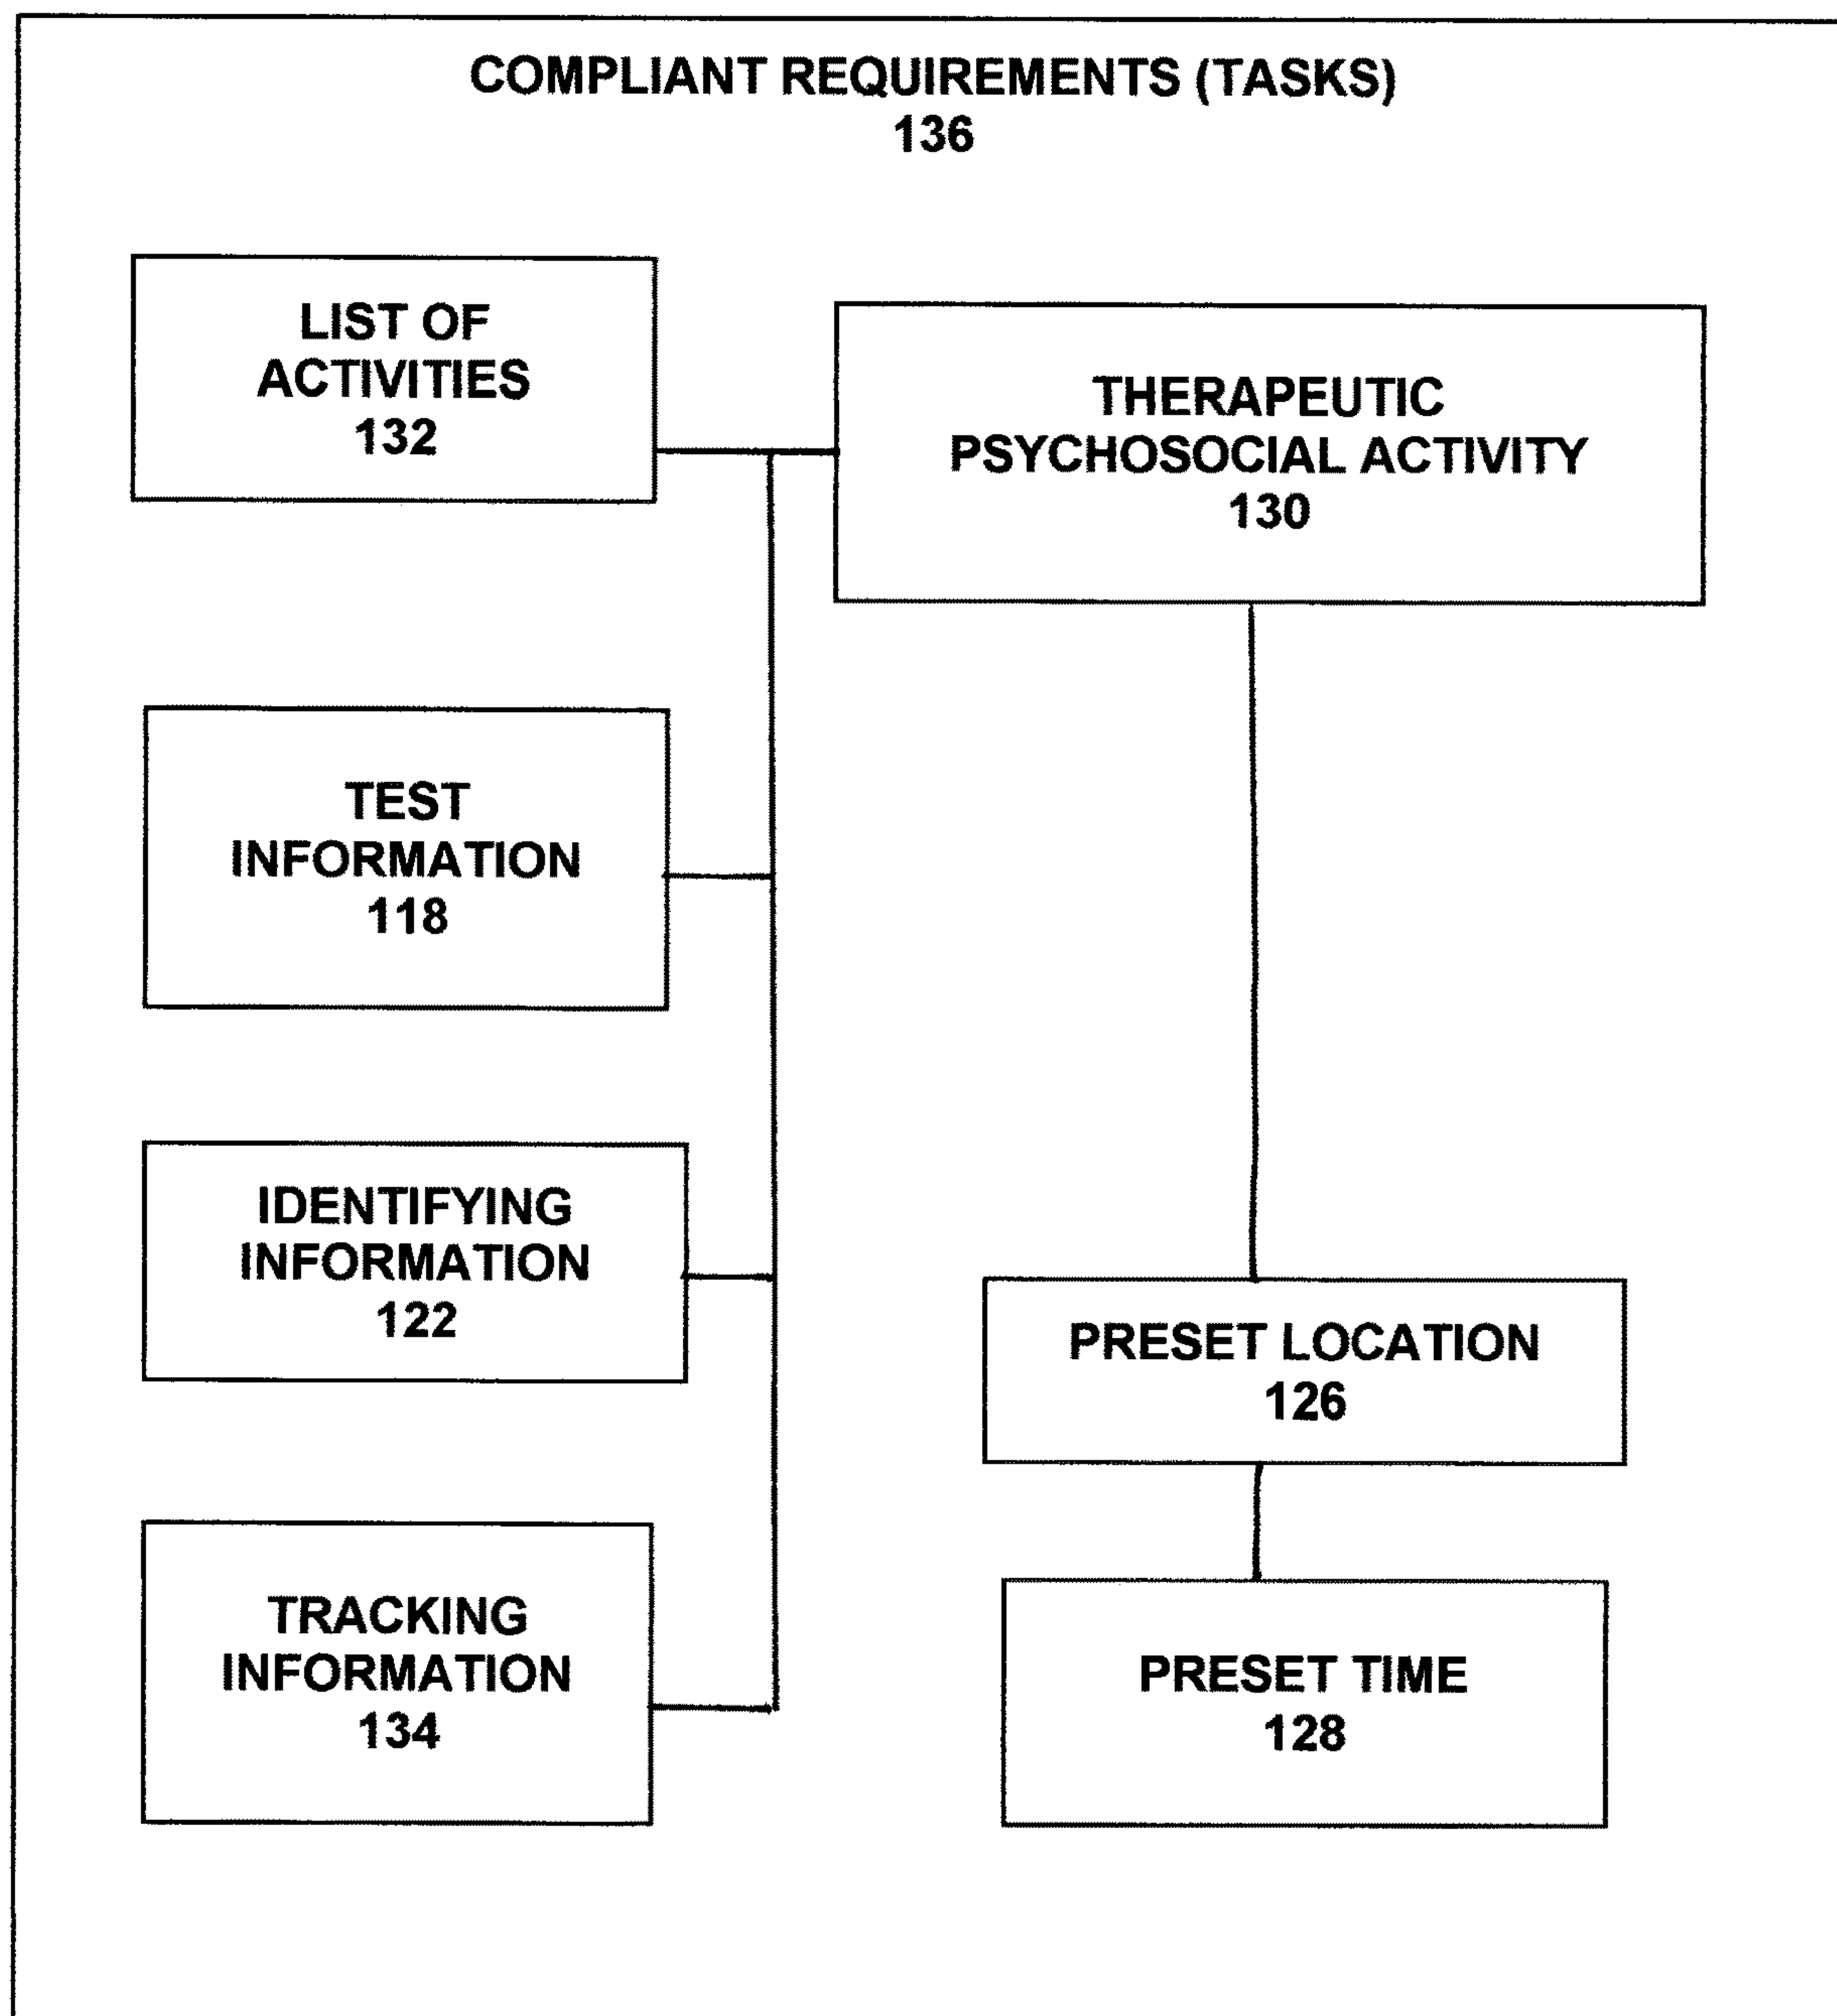 COMPLIANT REQUIREMENTS (TASKS)
136
LIST OF
ACTIVITIES
132
THERAPEUTIC
PSYCHOSOCIAL ACTIVITY
130
TEST
INFORMATION
118
IDENTIFYING
INFORMATION
122
PRESET LOCATION
126
TRACKING
INFORMATION
134
PRESET TIME
128